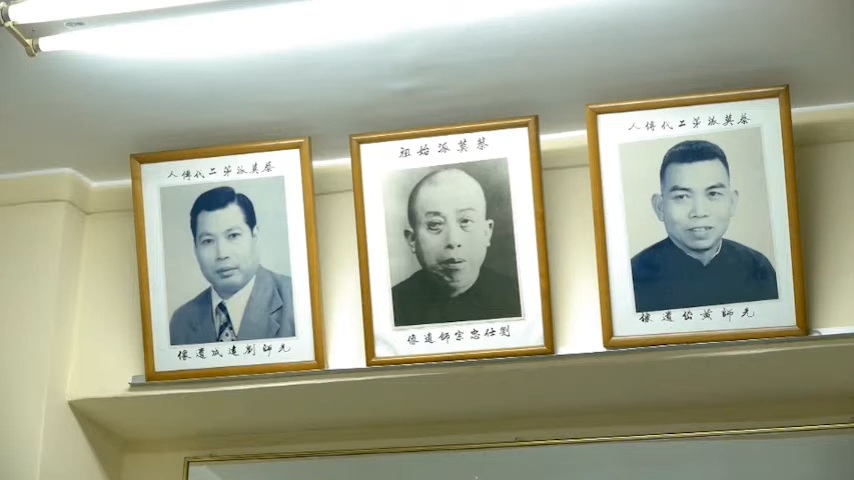 蔡莫派第二代傳人
先師劉達成遺像
蔡莫派始祖
劉仕忠宗師遺像
蔡莫派第二代傳人
先師黃岱遺像